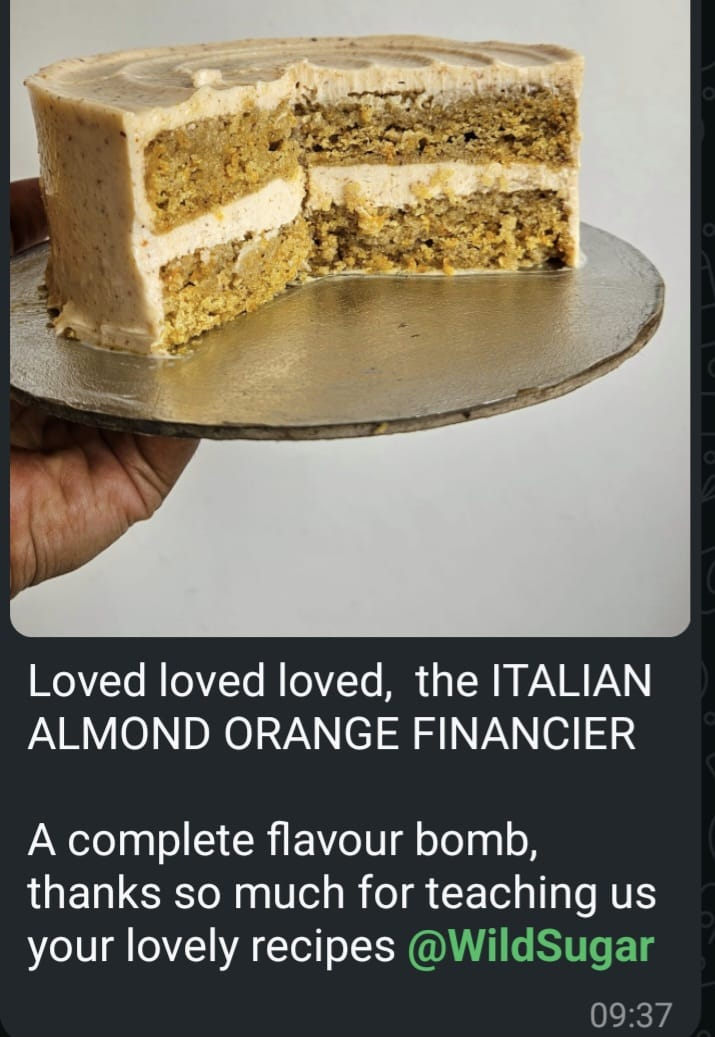 Loved loved loved,  the ITALIAN
ALMOND ORANGE FINANCIER
A complete flavour bomb,
thanks so much for teaching us
your lovely recipes @WildSugar
09:37